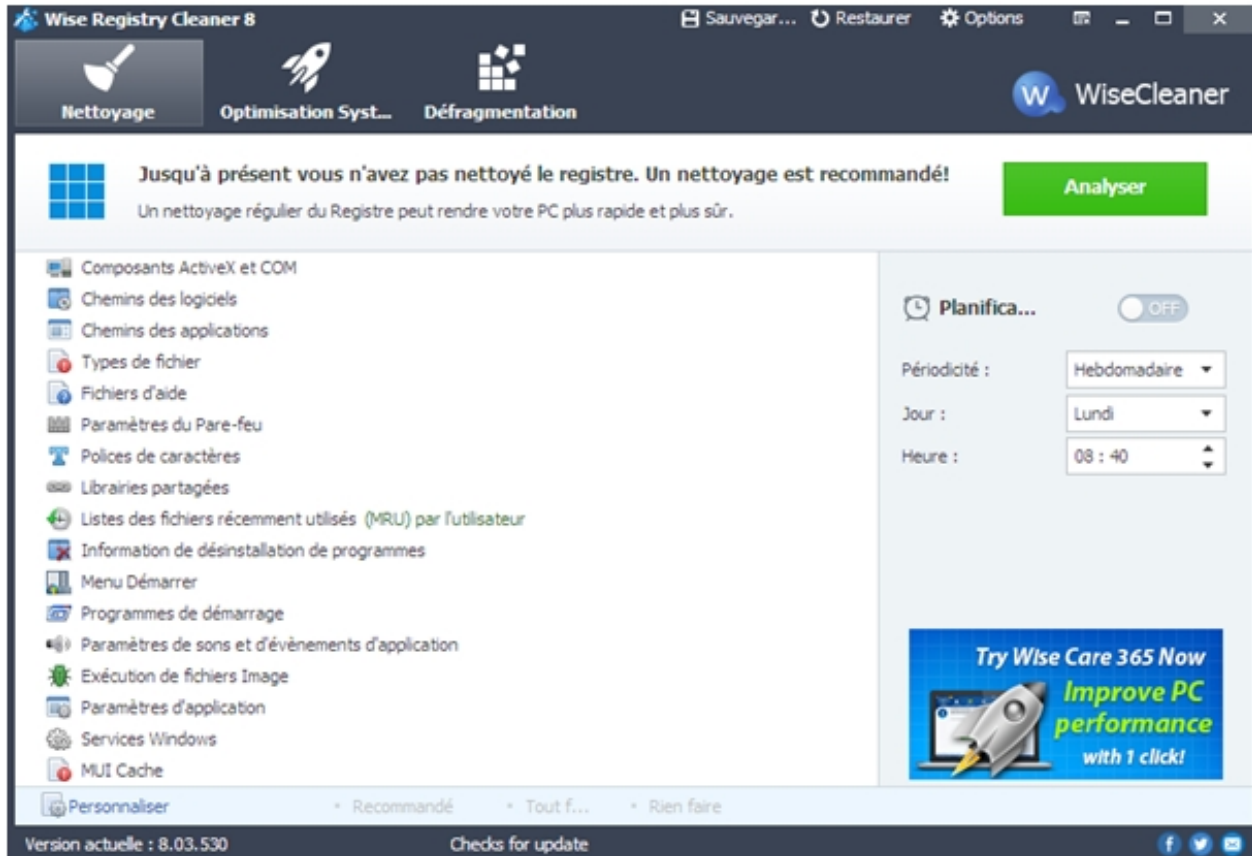 Wise Registry Cleaner 8
Sauvegar... Restaurer Options
Nettoyage Optimisation Syst... Défragmentation
W WiseCleaner
Jusqu'à présent vous n'avez pas nettoyé le registre. Un nettoyage est recommandé!
Un nettoyage régulier du Registre peut rendre votre PC plus rapide et plus sûr.
Analyser
Composants ActiveX et COM
Chemins des logiciels
Chemins des applications
Types de fichier
Fichiers d'aide
Paramètres du Pare-feu
Polices de caractères
Librairies partagées
Listes des fichiers récemment utilisés (MRU) par l'utilisateur
Information de désinstallation de programmes
Menu Démarrer
Programmes de démarrage
Paramètres de sons et d'évènements d'application
Exécution de fichiers Image
Paramètres d'application
Services Windows
MUI Cache
Planifica... OFF
Périodicité : Hebdomadaire
Jour : Lundi
Heure : 08 : 40
Try Wise Care 365 Now
Improve PC
performance
with 1 click!
Personnaliser • Recommandé • Tout f... • Rien faire
Version actuelle : 8.03.530 Checks for update